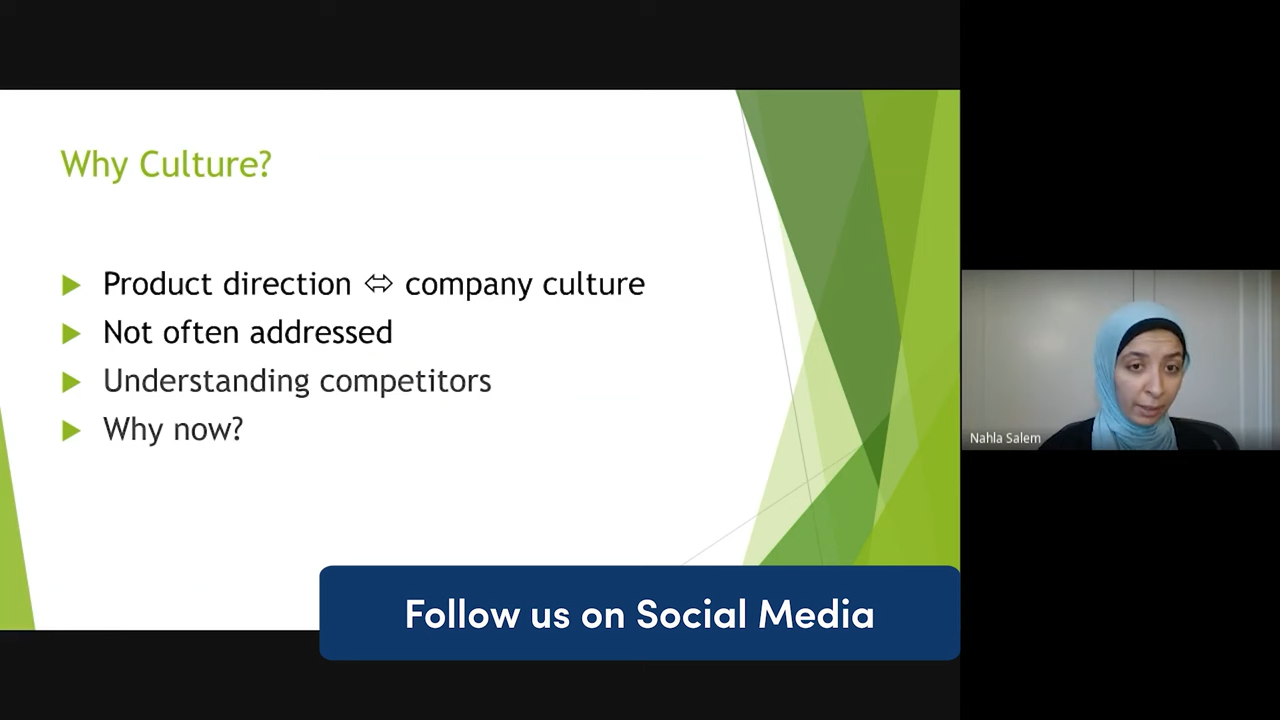 Why Culture?
Product direction ⬄ company culture
Not often addressed
Understanding competitors
Why now?
Nahla Salem
Follow us on Social Media